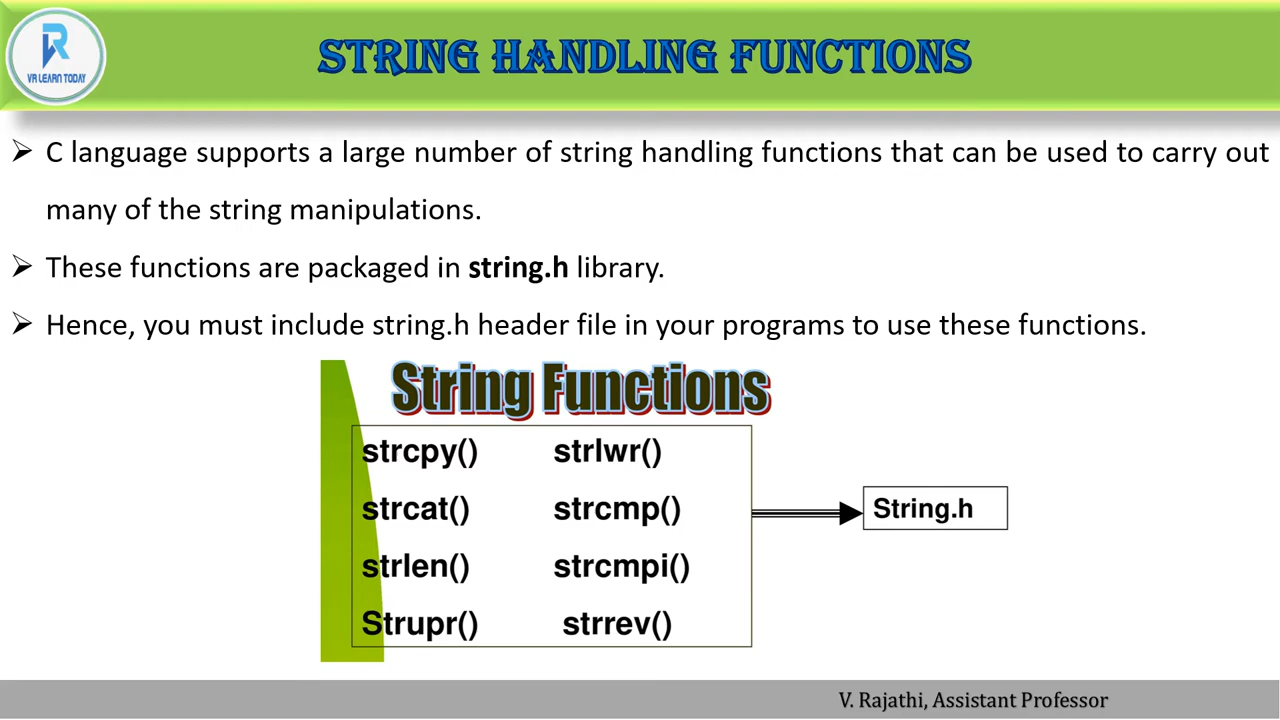 VR LEARN TODAY
STRING HANDLING FUNCTIONS
➢ C language supports a large number of string handling functions that can be used to carry out
many of the string manipulations.
➢ These functions are packaged in string.h library.
➢ Hence, you must include string.h header file in your programs to use these functions.
String Functions
strcpy() strlwr()
strcat() strcmp()
String.h
strlen() strcmpi()
Strupr() strrev()
V. Rajathi, Assistant Professor